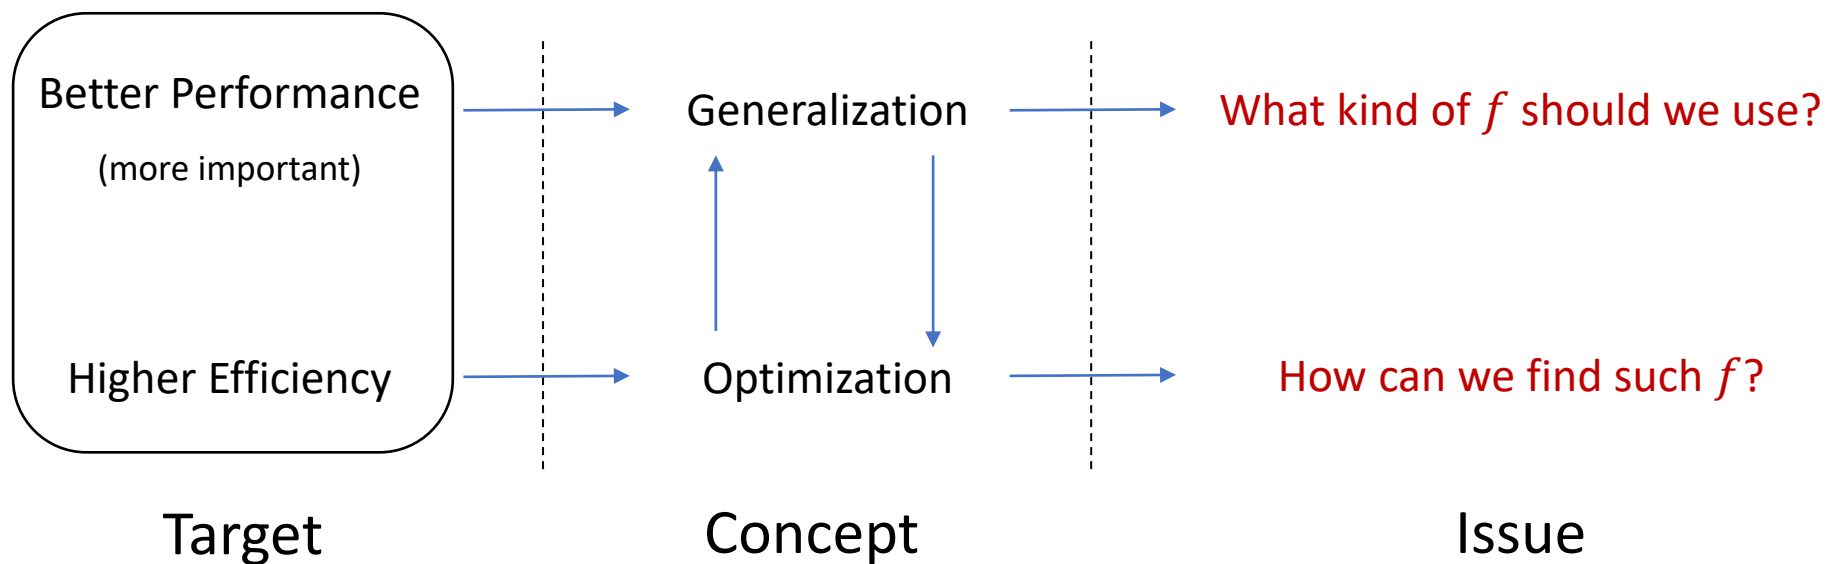 Better Performance
(more important)
Generalization
What kind of f should we use?
Higher Efficiency
Optimization
How can we find such f?
Target
Concept
Issue